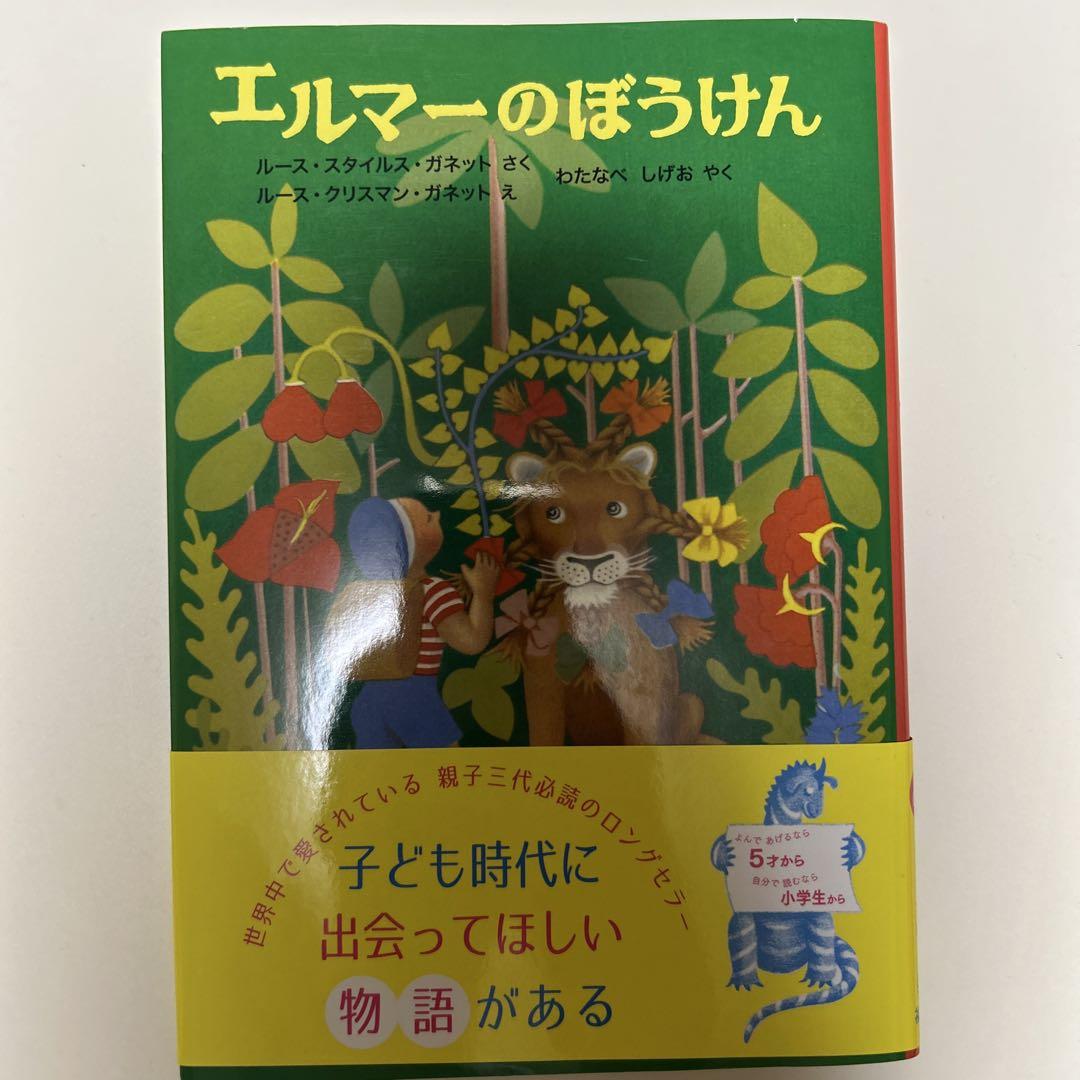 エルマーのぼうけん
ルース・スタイルス・ガネット さく
ルース・クリスマン・ガネット え
わたなべ しげお やく
世界中で愛されている 親子三代必読のロングセラー
子ども時代に
出会ってほしい
物語がある
よんで あげるなら
5才から
自分で 読むなら
小学生から